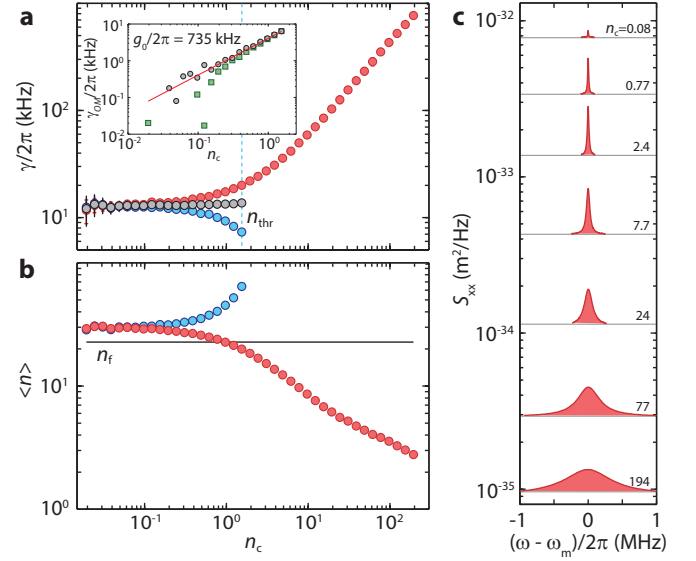 a
γ/2π (kHz)
10²
10¹
γOM/2π (kHz)
10¹
10⁰
10⁻¹
10⁻²
g₀/2π = 735 kHz
10⁻² 10⁻¹ 10⁰
n_c
n_thr
b
<n>
10¹
10⁰
n_f
10⁻¹ 10⁰ 10¹ 10²
n_c
c
S_xx (m²/Hz)
10⁻³²
10⁻³³
10⁻³⁴
10⁻³⁵
n_c=0.08
0.77
2.4
7.7
24
77
194
-1 0 1
(ω - ω_m)/2π (MHz)